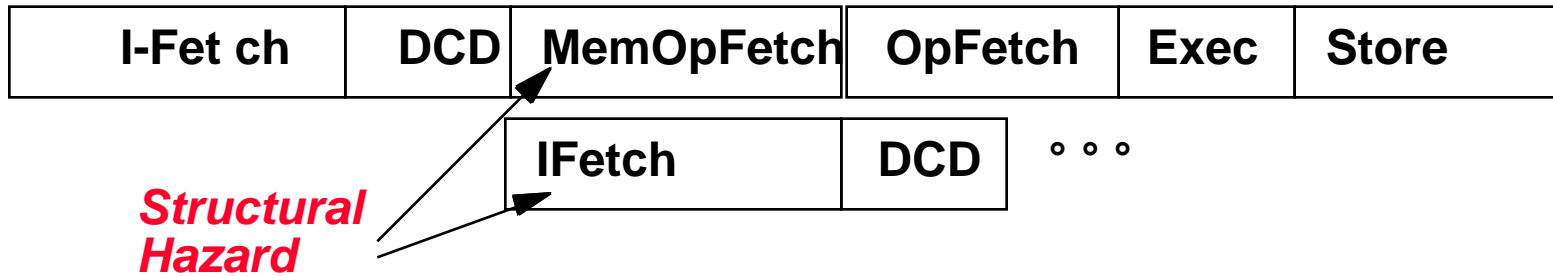 I-Fet ch DCD MemOpFetch OpFetch Exec Store
IFetch DCD ° ° °
Structural
Hazard